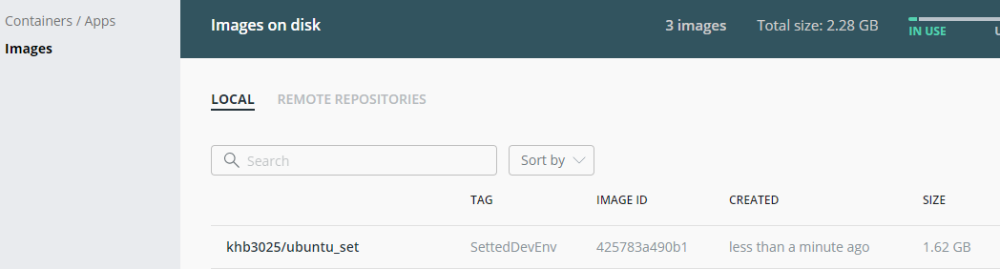 Containers / Apps
Images
Images on disk
3 images
Total size: 2.28 GB
IN USE
LOCAL
REMOTE REPOSITORIES
Search
Sort by
TAG IMAGE ID CREATED SIZE
khb3025/ubuntu_set SettedDevEnv 425783a490b1 less than a minute ago 1.62 GB